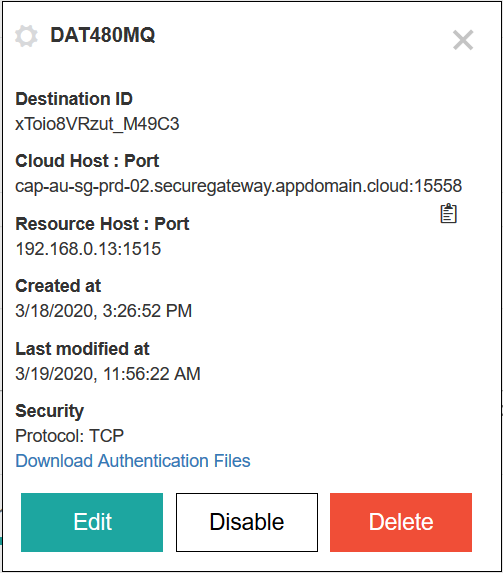 DAT480MQ
Destination ID
xToio8VRzut_M49C3
Cloud Host : Port
cap-au-sg-prd-02.securegateway.appdomain.cloud:15558
Resource Host : Port
192.168.0.13:1515
Created at
3/18/2020, 3:26:52 PM
Last modified at
3/19/2020, 11:56:22 AM
Security
Protocol: TCP
Download Authentication Files
Edit Disable Delete